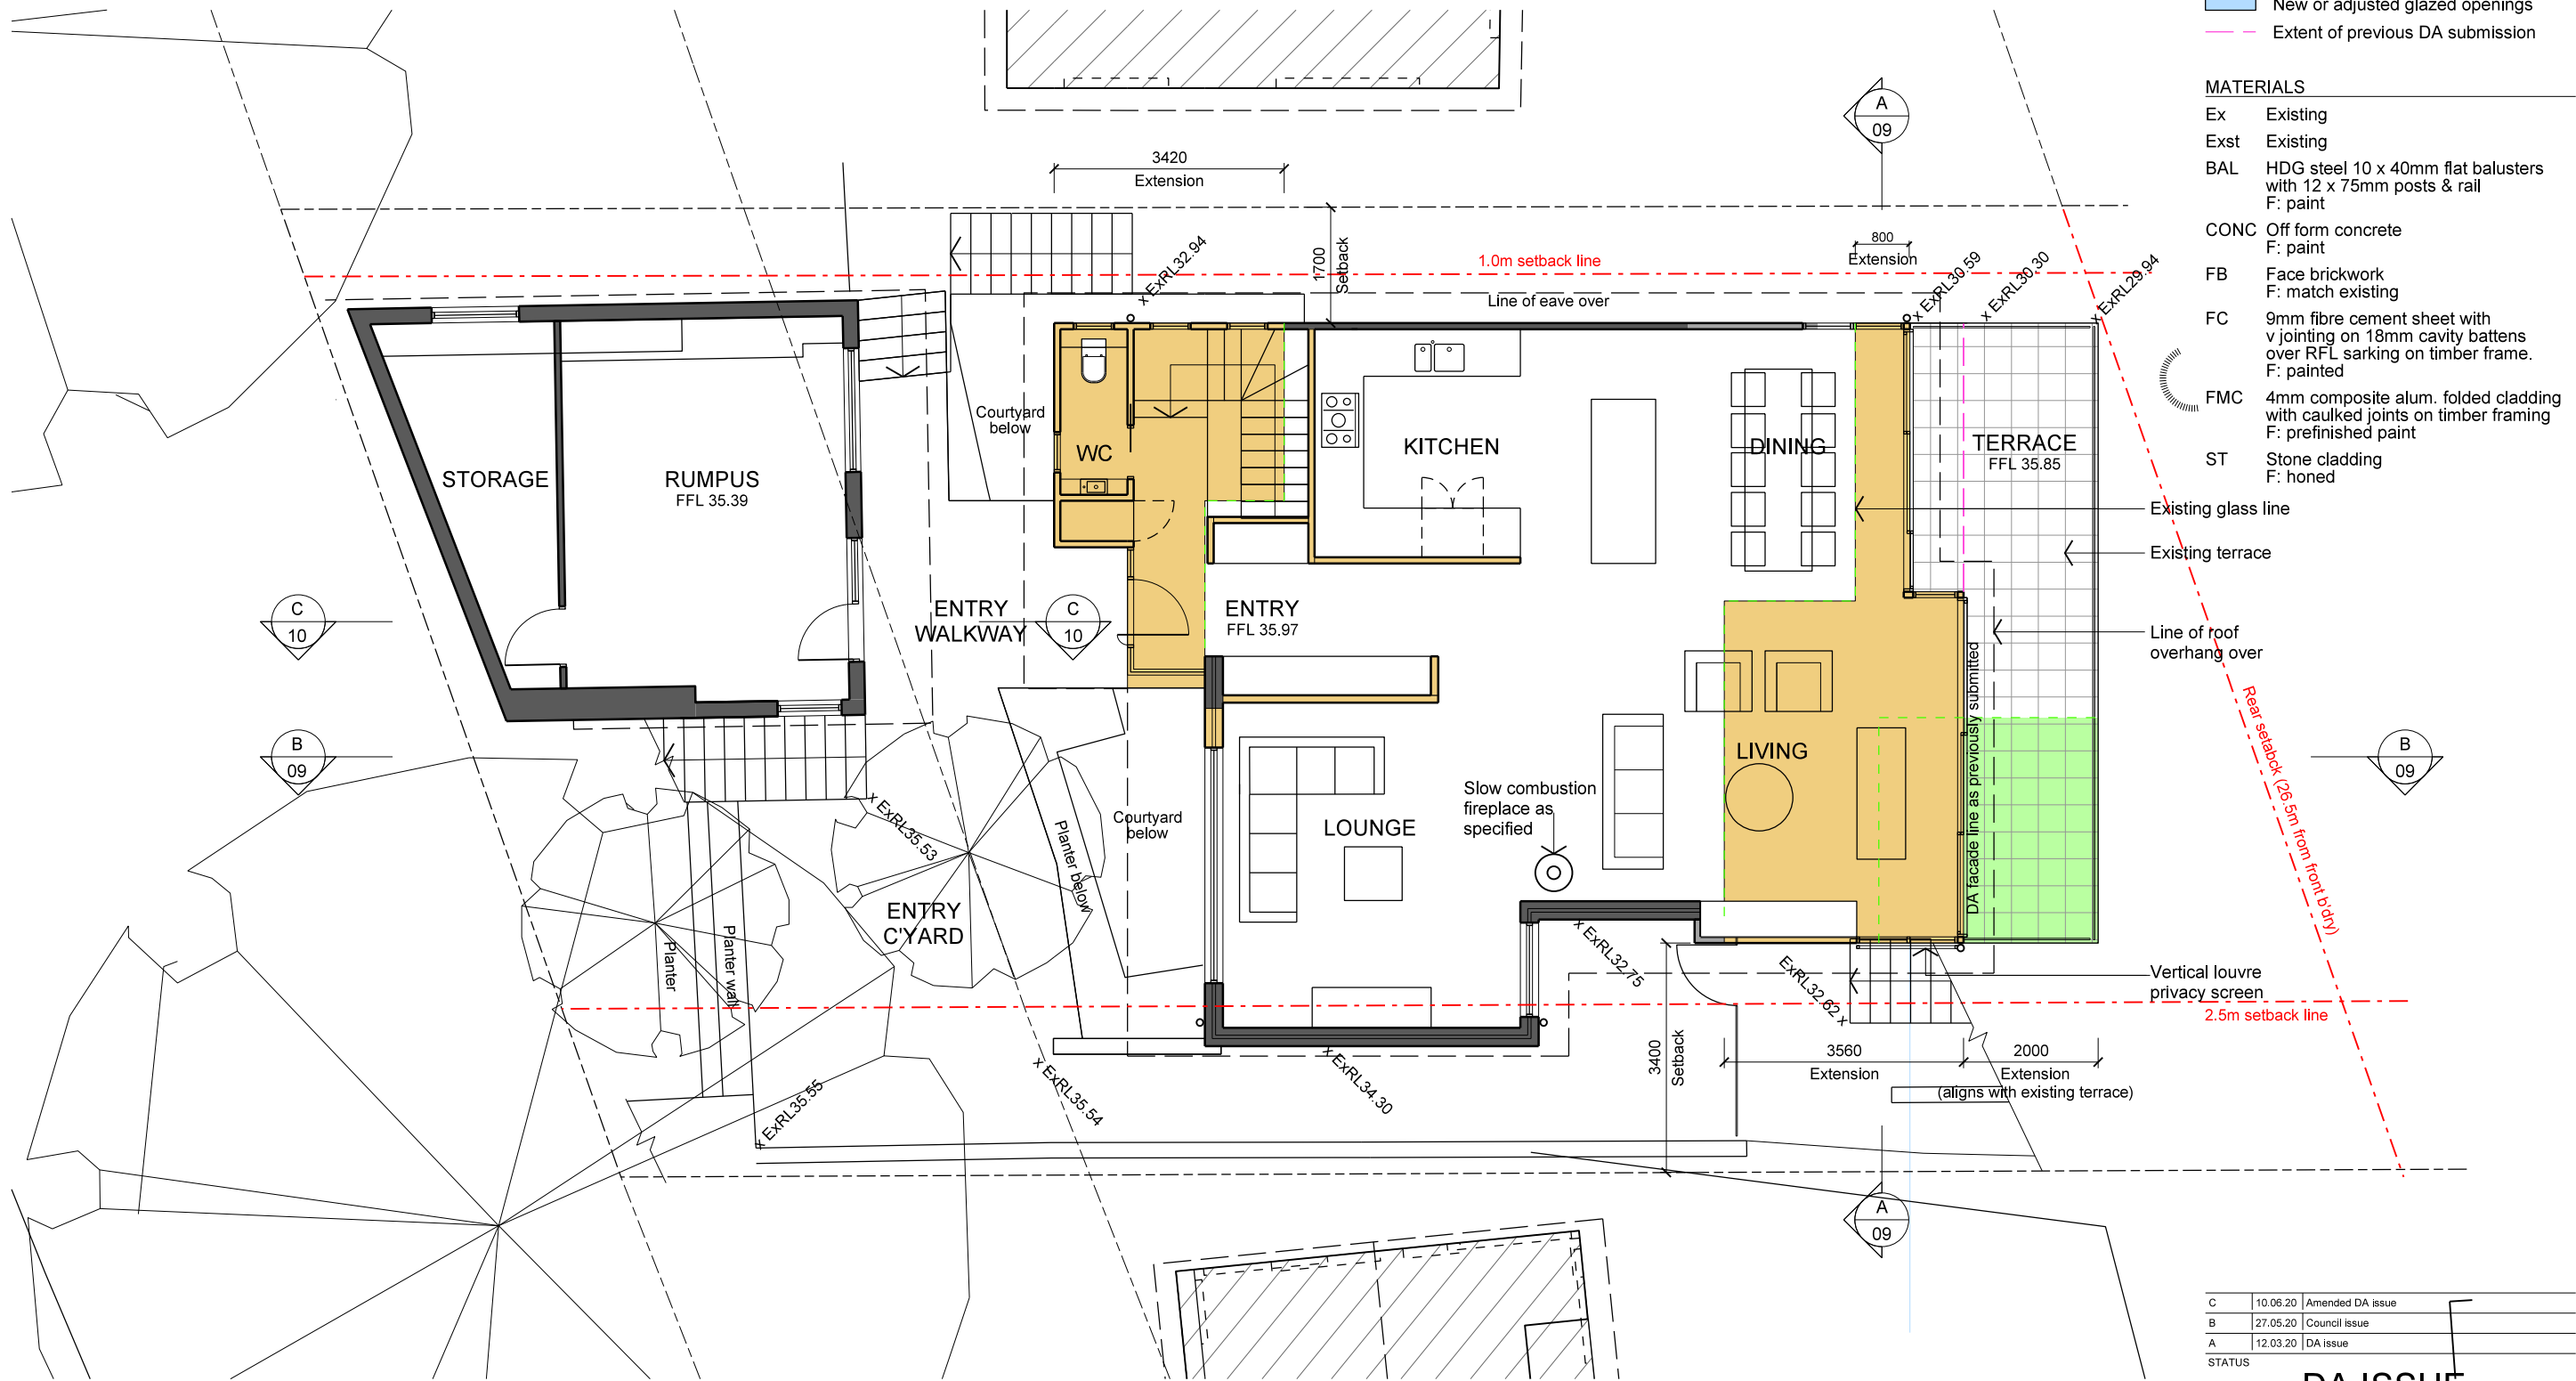 New or adjusted glazed openings
Extent of previous DA submission
MATERIALS
Ex Existing
Exst Existing
BAL HDG steel 10 x 40mm flat balusters
with 12 x 75mm posts & rail
F: paint
CONC Off form concrete
F: paint
FB Face brickwork
F: match existing
FC 9mm fibre cement sheet with
v jointing on 18mm cavity battens
over RFL sarking on timber frame.
F: painted
FMC 4mm composite alum. folded cladding
with caulked joints on timber framing
F: prefinished paint
ST Stone cladding
F: honed
A
09
3420
Extension
1700
Setback
1.0m setback line
800
Extension
Line of eave over
x ExRL32.94
x ExRL30.59
x ExRL30.30
x ExRL29.94
Courtyard
below
WC
KITCHEN
DINING
TERRACE
FFL 35.85
STORAGE
RUMPUS
FFL 35.39
Existing glass line
Existing terrace
C
10
ENTRY
WALKWAY
C
10
ENTRY
FFL 35.97
Line of roof
overhang over
DA facade line as previously submitted
Rear setabck (26.5m from front b'dry)
B
09
B
09
LIVING
Slow combustion
fireplace as
specified
LOUNGE
Courtyard
below
Planter below
x ExRL35.53
ENTRY
C'YARD
Planter
Planter wall
x ExRL32.75
ExRL32.62 x
Vertical louvre
privacy screen
2.5m setback line
3400
Setback
3560
Extension
2000
Extension
(aligns with existing terrace)
x ExRL35.55
x ExRL35.54
x ExRL34.30
A
09
C 10.06.20 Amended DA issue
B 27.05.20 Council issue
A 12.03.20 DA issue
STATUS
DA ISSUE